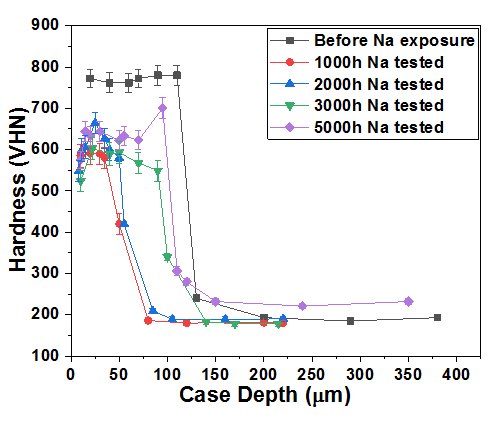 Before Na exposure
1000h Na tested
2000h Na tested
3000h Na tested
5000h Na tested
900
800
700
600
500
400
300
200
100
Hardness (VHN)
0 50 100 150 200 250 300 350 400
Case Depth (μm)